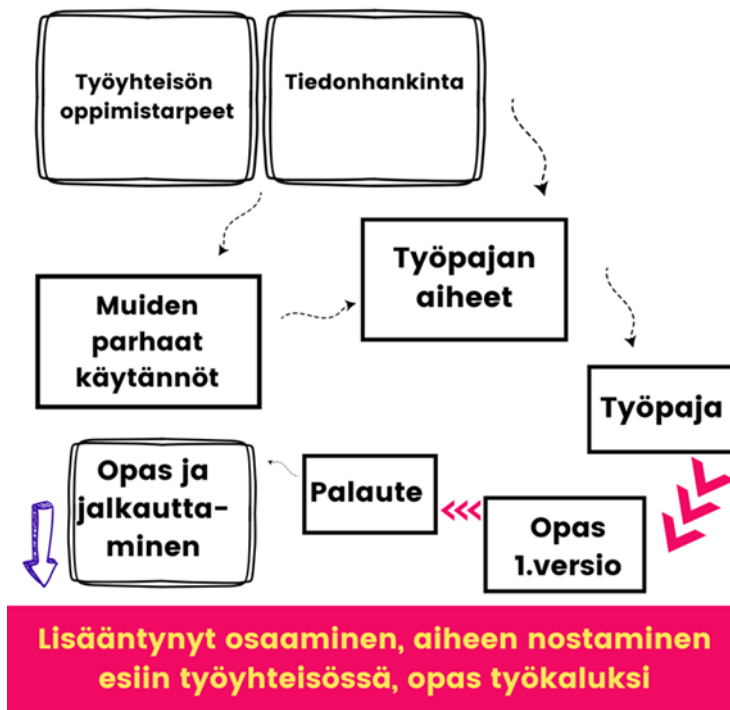 Työyhteisön
oppimistarpeet
Tiedonhankinta
Työpajan
aiheet
Muiden
parhaat
käytännöt
Työpaja
Opas
1.versio
Palaute
Opas ja
jalkautta-
minen
Lisääntynyt osaaminen, aiheen nostaminen
esiin työyhteisössä, opas työkaluksi